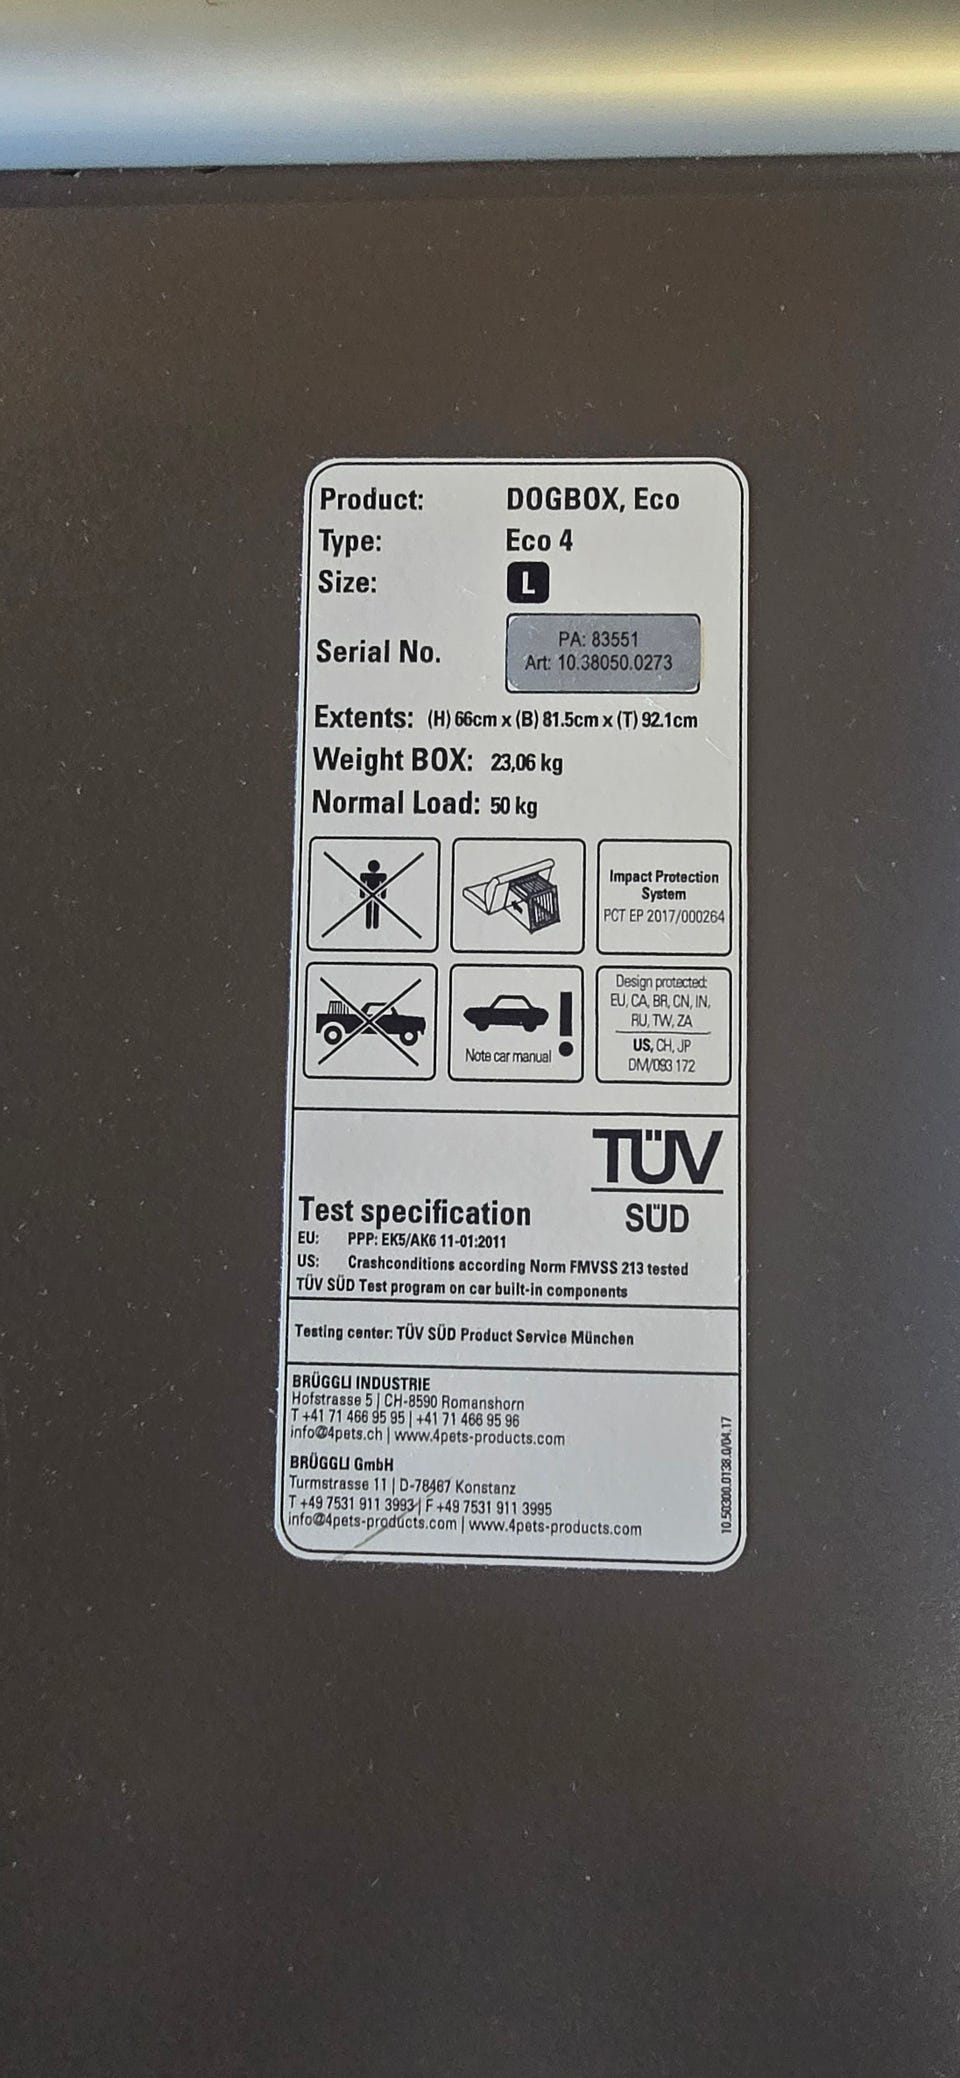 Product: DOGBOX, Eco
Type: Eco 4
Size: L
Serial No. PA: 83551
Art: 10.38050.0273
Extents: (H) 66cm x (B) 81.5cm x (T) 92.1cm
Weight BOX: 23,06 kg
Normal Load: 50 kg
Impact Protection
System
PCT EP 2017/000264
Note car manual !
Design protected:
EU, CA, BR, CN, IN,
RU, TW, ZA
US, CH, JP
DM/093 172
TÜV
SÜD
Test specification
EU: PPP: EK5/AK6 11-01:2011
US: Crashconditions according Norm FMVSS 213 tested
TÜV SÜD Test program on car built-in components
Testing center: TÜV SÜD Product Service München
BRÜGGLI INDUSTRIE
Hofstrasse 5 | CH-8590 Romanshorn
T +41 71 466 95 95 | +41 71 466 95 96
info@4pets.ch | www.4pets-products.com
BRÜGGLI GmbH
Turmstrasse 11 | D-78467 Konstanz
T +49 7531 911 3993 | F +49 7531 911 3995
info@4pets-products.com | www.4pets-products.com
10.50300.0138.0/04.17